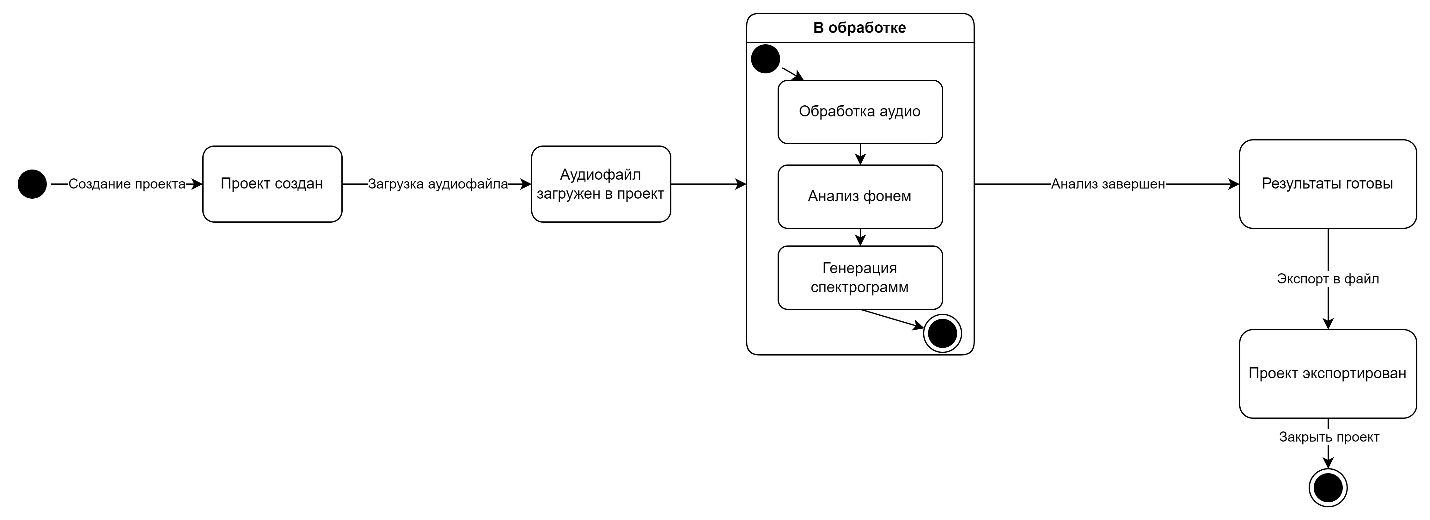 В обработке
Обработка аудио
Создание проекта
Проект создан
Загрузка аудиофайла
Аудиофайл
загружен в проект
Анализ фонем
Анализ завершен
Результаты готовы
Генерация
спектрограмм
Экспорт в файл
Проект экспортирован
Закрыть проект